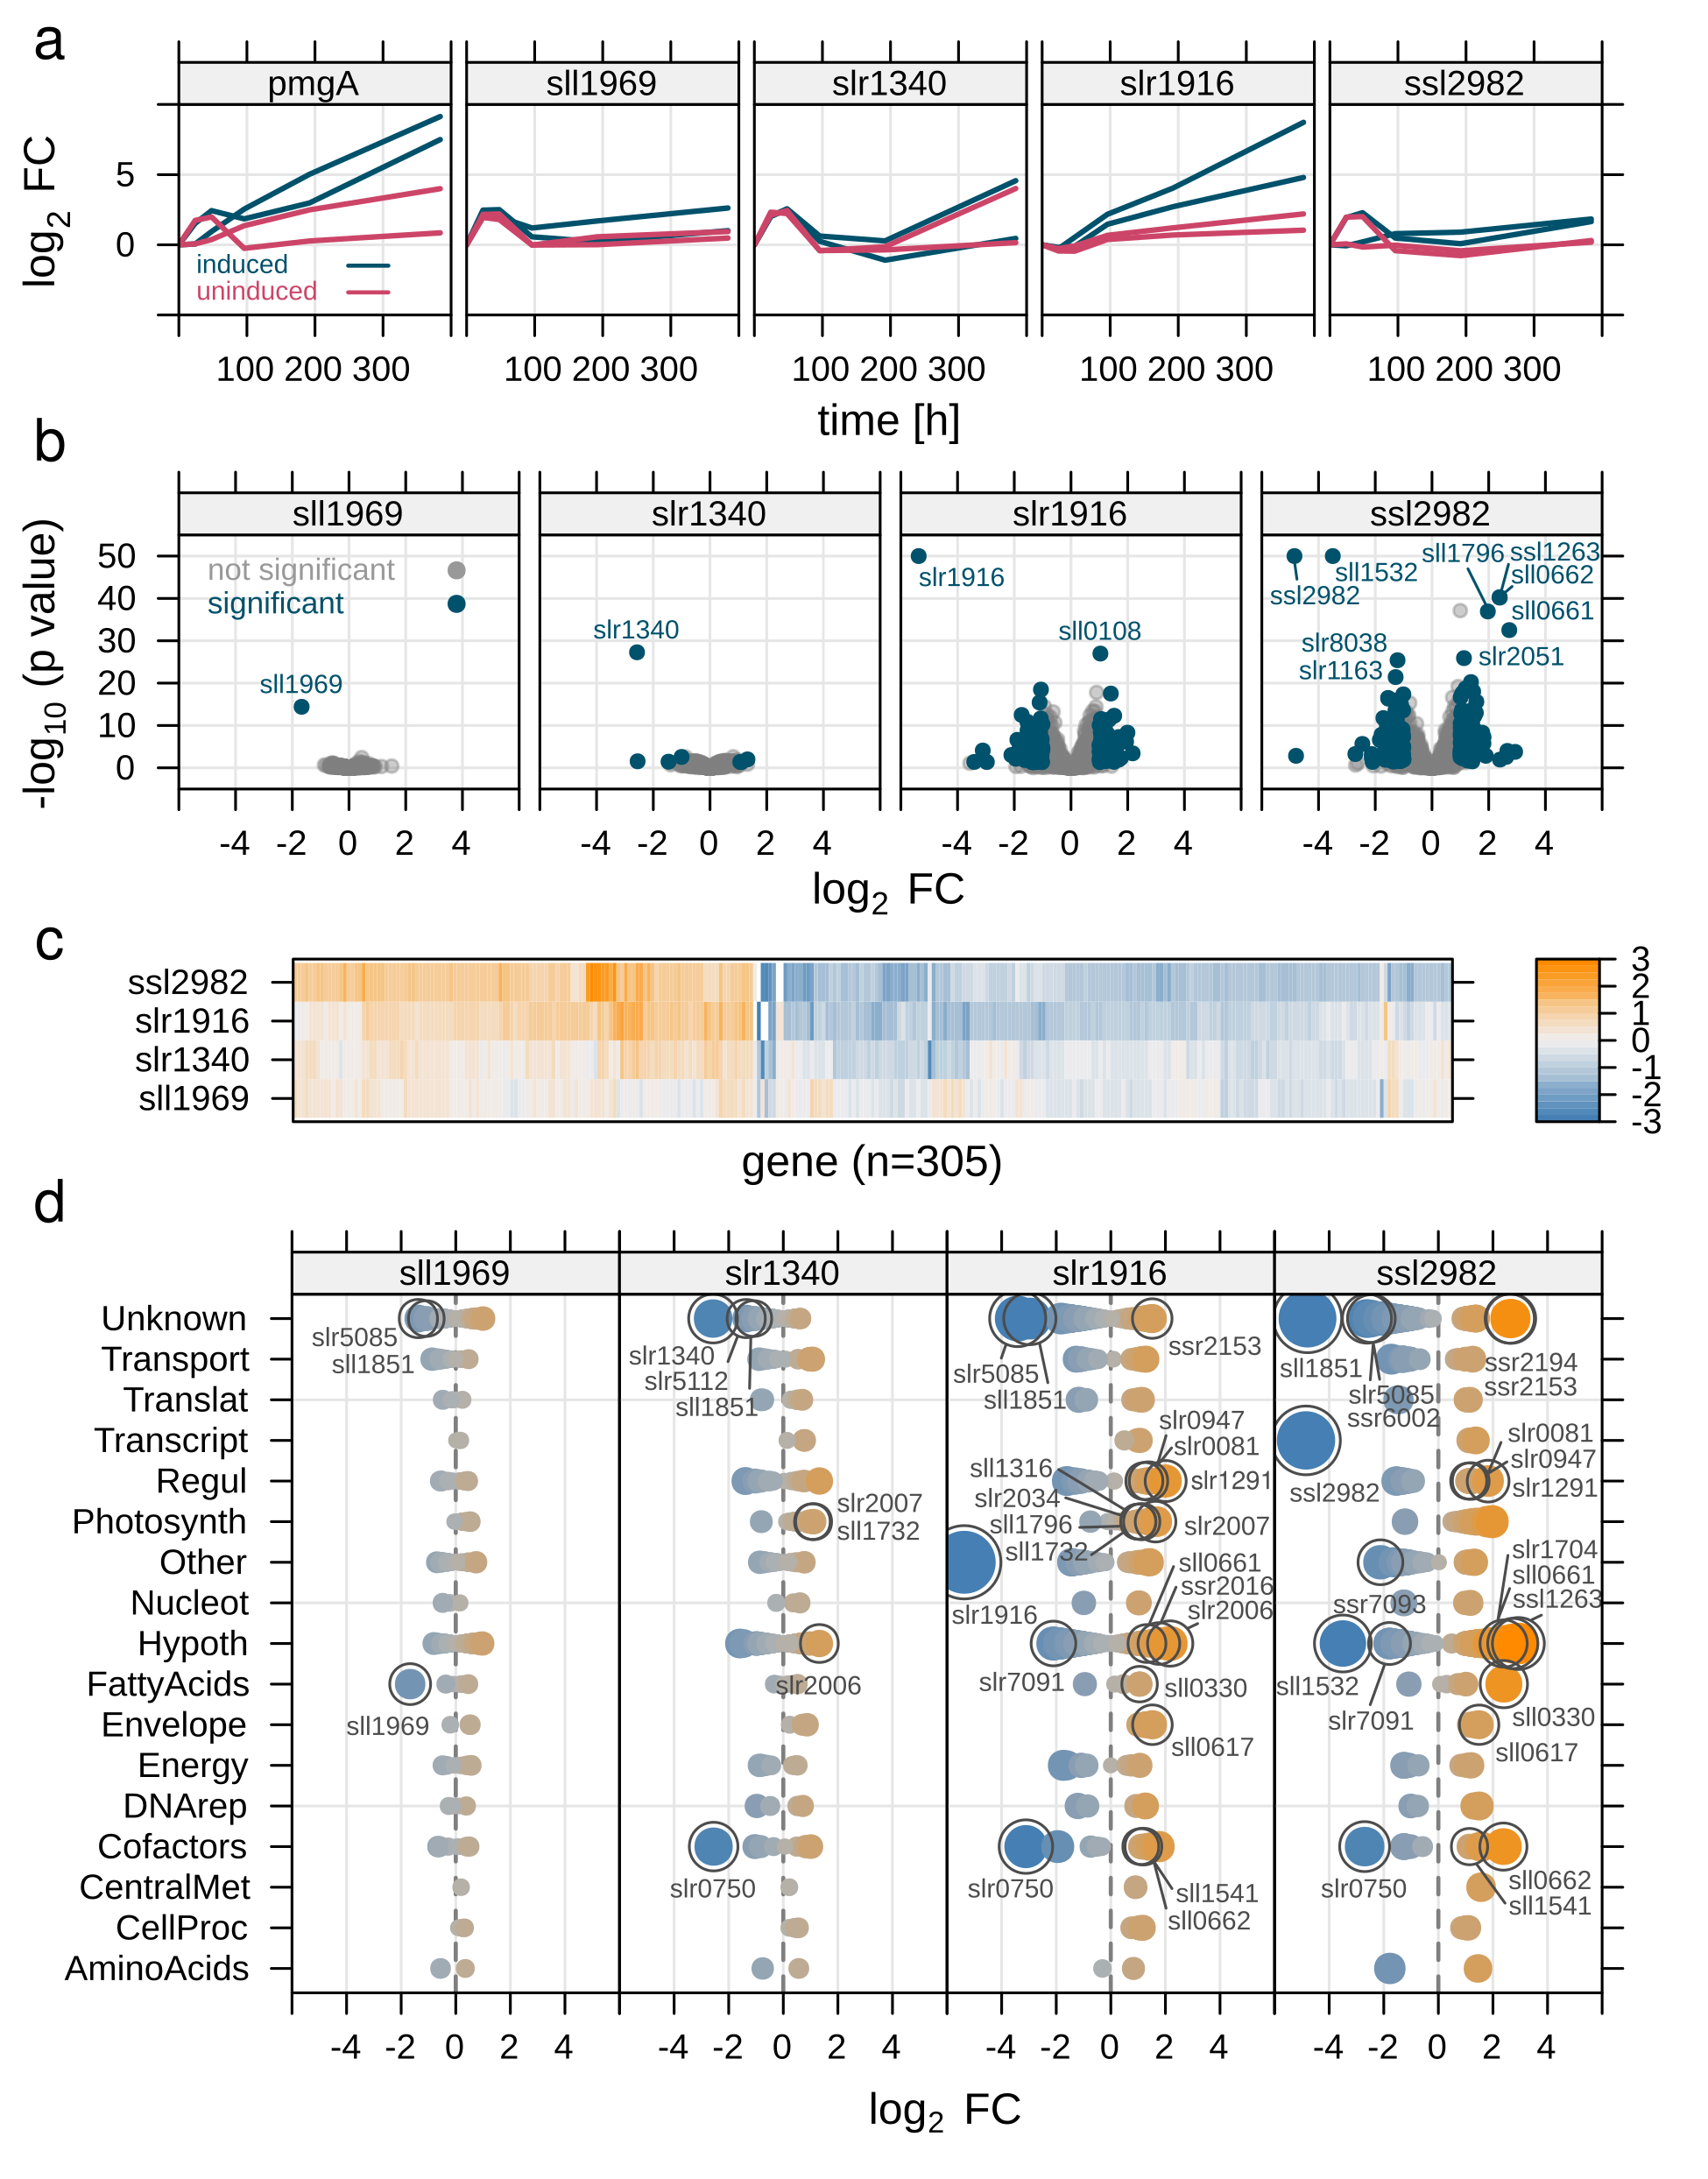 a
pmgA
sll1969
slr1340
slr1916
ssl2982
log2 FC
5
0
induced
uninduced
100 200 300
100 200 300
100 200 300
100 200 300
100 200 300
time [h]
b
sll1969
slr1340
slr1916
ssl2982
-log10 (p value)
50
40
30
20
10
0
not significant
significant
sll1969
slr1340
slr1916
sll0108
sll1796
ssl1263
sll1532
sll0662
ssl2982
sll0661
slr8038
slr2051
slr1163
-4 -2 0 2 4
-4 -2 0 2 4
-4 -2 0 2 4
-4 -2 0 2 4
log2 FC
c
ssl2982
slr1916
slr1340
sll1969
3
2
1
0
-1
-2
-3
gene (n=305)
d
sll1969
slr1340
slr1916
ssl2982
Unknown
Transport
Translat
Transcript
Regul
Photosynth
Other
Nucleot
Hypoth
FattyAcids
Envelope
Energy
DNArep
Cofactors
CentralMet
CellProc
AminoAcids
slr5085
sll1851
sll1969
slr1340
slr5112
sll1851
slr2007
sll1732
slr2006
slr0750
ssr2153
slr5085
sll1851
slr0947
slr0081
sll1316
slr1291
slr2034
sll1796
slr2007
sll1732
sll0661
ssr2016
slr1916
slr2006
slr7091
sll0330
sll0617
slr0750
sll1541
sll0662
sll1851
ssr2194
slr5085
ssr2153
ssr6002
slr0081
slr0947
ssl2982
slr1291
slr1704
sll0661
ssr7093
ssl1263
sll1532
slr7091
sll0330
sll0617
slr0750
sll0662
sll1541
-4 -2 0 2 4
-4 -2 0 2 4
-4 -2 0 2 4
-4 -2 0 2 4
log2 FC